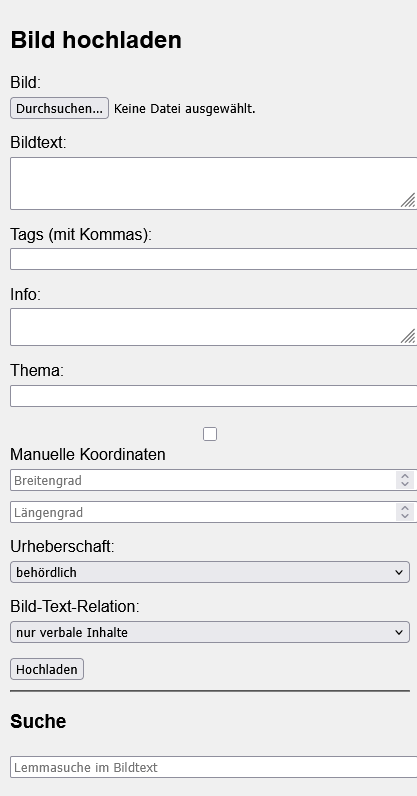 Bild hochladen
Bild:
Durchsuchen... Keine Datei ausgewählt.
Bildtext:
Tags (mit Kommas):
Info:
Thema:
Manuelle Koordinaten
Breitengrad
Längengrad
Urheberschaft:
behördlich
Bild-Text-Relation:
nur verbale Inhalte
Hochladen
Suche
Lemmasuche im Bildtext